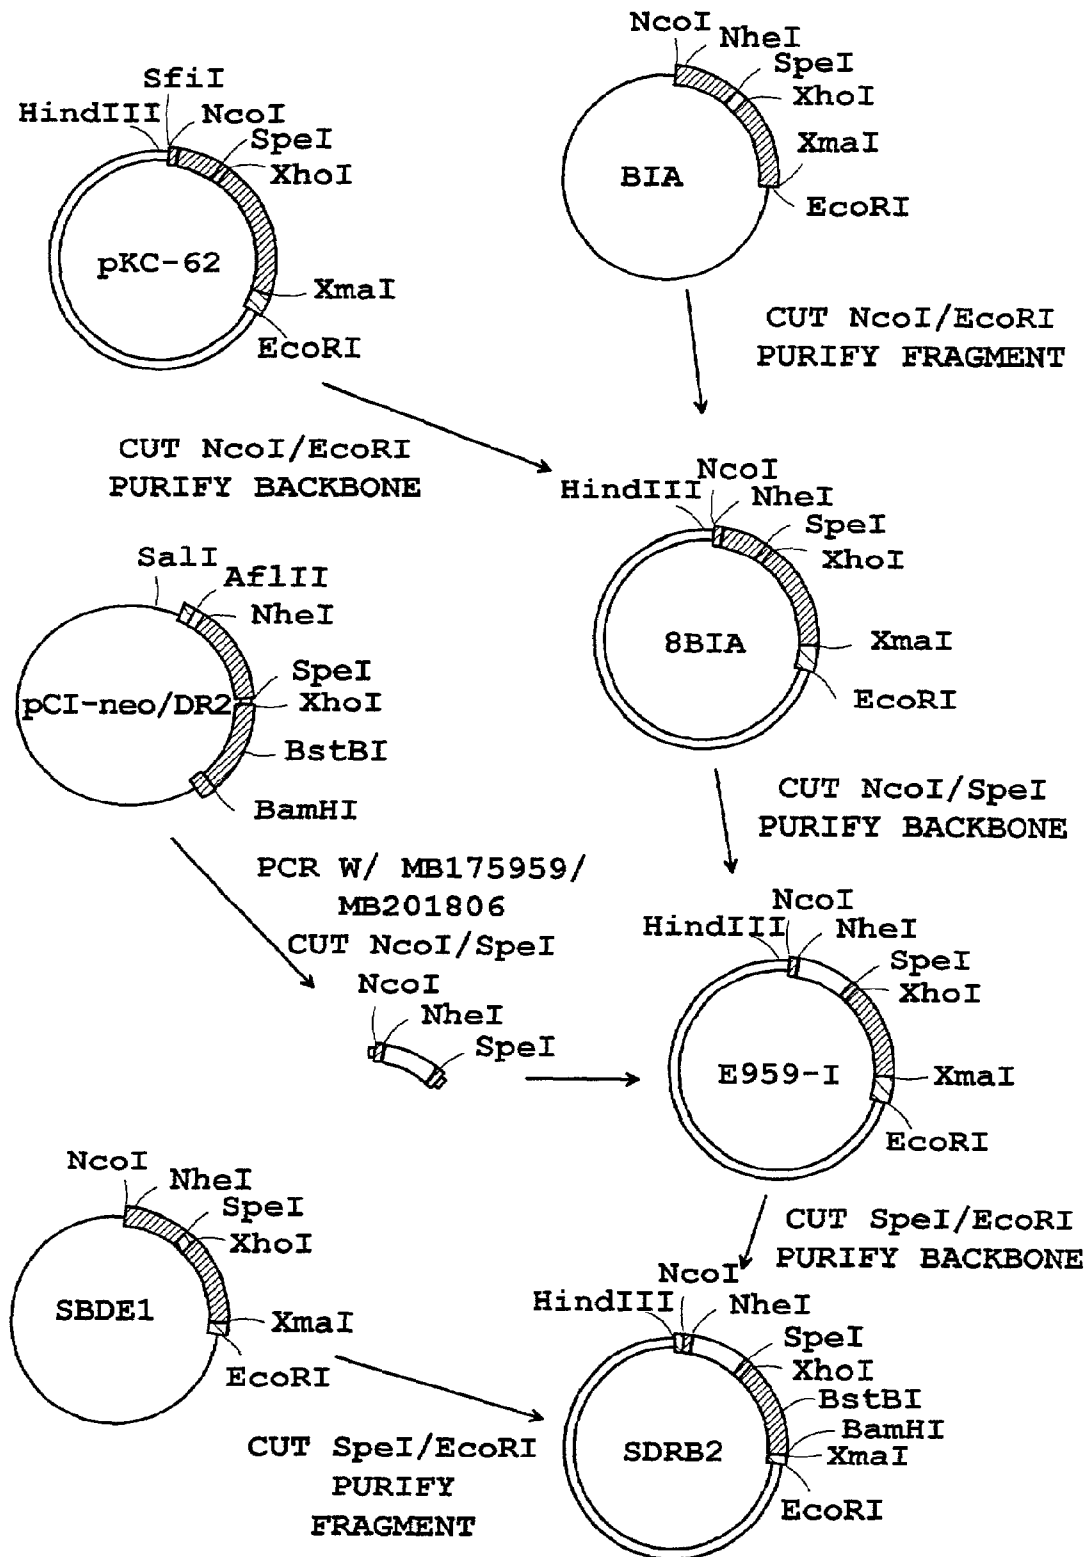 NcoI
NheI
SpeI
XhoI
XmaI
EcoRI
BIA
SfiI
HindIII
NcoI
SpeI
XhoI
pKC-62
XmaI
EcoRI
CUT NcoI/EcoRI
PURIFY FRAGMENT
CUT NcoI/EcoRI
PURIFY BACKBONE
NcoI
HindIII
NheI
SpeI
XhoI
8BIA
XmaI
EcoRI
SalI
AflII
NheI
SpeI
pCI-neo/DR2
XhoI
BstBI
BamHI
CUT NcoI/SpeI
PURIFY BACKBONE
PCR W/ MB175959/
MB201806
CUT NcoI/SpeI
NcoI
NheI
SpeI
NcoI
HindIII
NheI
SpeI
XhoI
E959-I
XmaI
EcoRI
NcoI
NheI
SpeI
XhoI
SBDE1
XmaI
EcoRI
CUT SpeI/EcoRI
PURIFY BACKBONE
CUT SpeI/EcoRI
PURIFY
FRAGMENT
NcoI
HindIII
NheI
SpeI
XhoI
BstBI
BamHI
SDRB2
XmaI
EcoRI